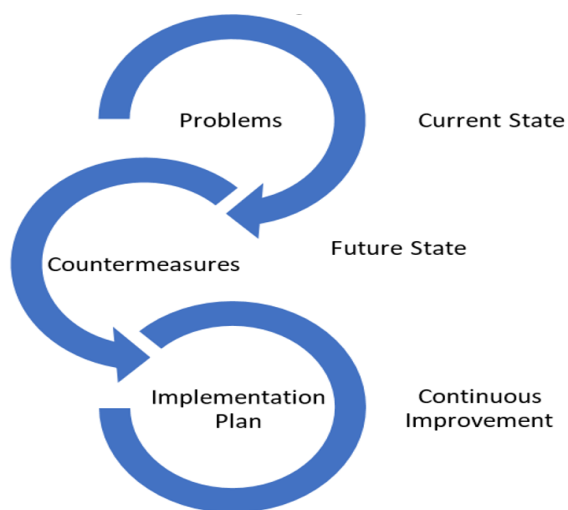 Problems
Current State
Countermeasures
Future State
Implementation
Plan
Continuous
Improvement